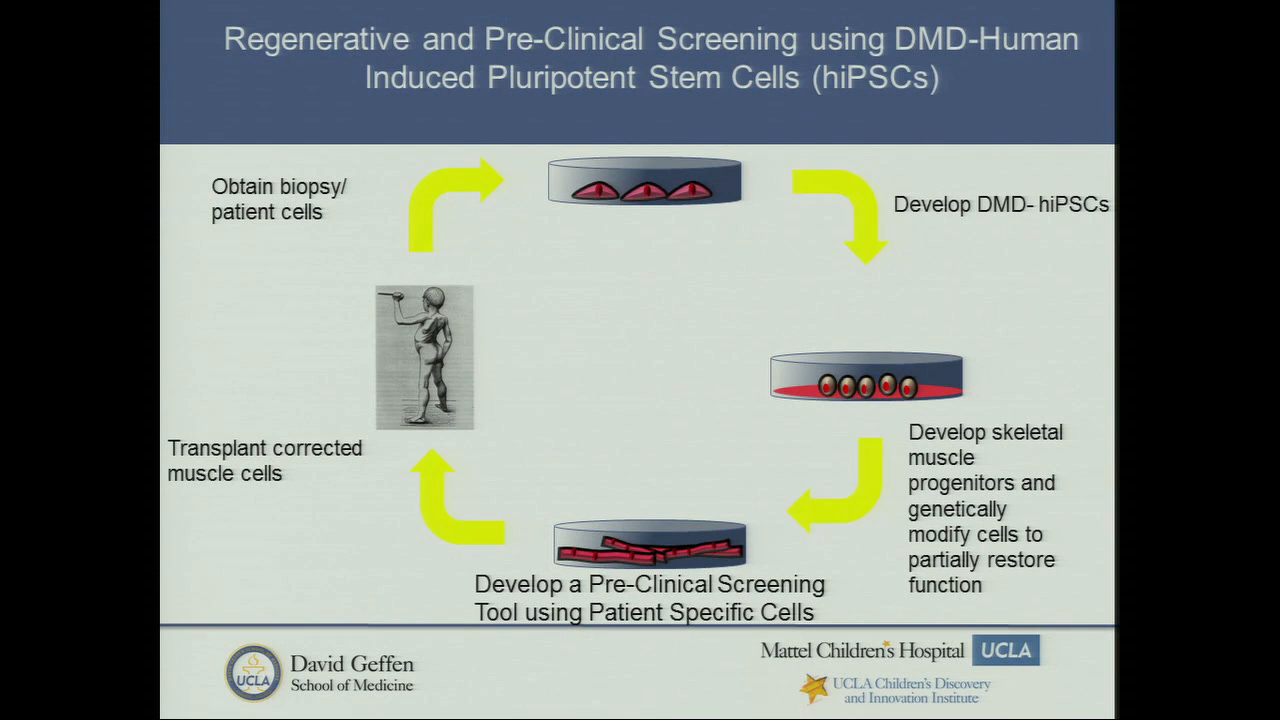 Regenerative and Pre-Clinical Screening using DMD-Human
Induced Pluripotent Stem Cells (hiPSCs)
Obtain biopsy/
patient cells
Develop DMD- hiPSCs
Transplant corrected
muscle cells
Develop skeletal
muscle
progenitors and
genetically
modify cells to
partially restore
function
Develop a Pre-Clinical Screening
Tool using Patient Specific Cells
UCLA
David Geffen
School of Medicine
Mattel Children's Hospital UCLA
UCLA Children's Discovery
and Innovation Institute